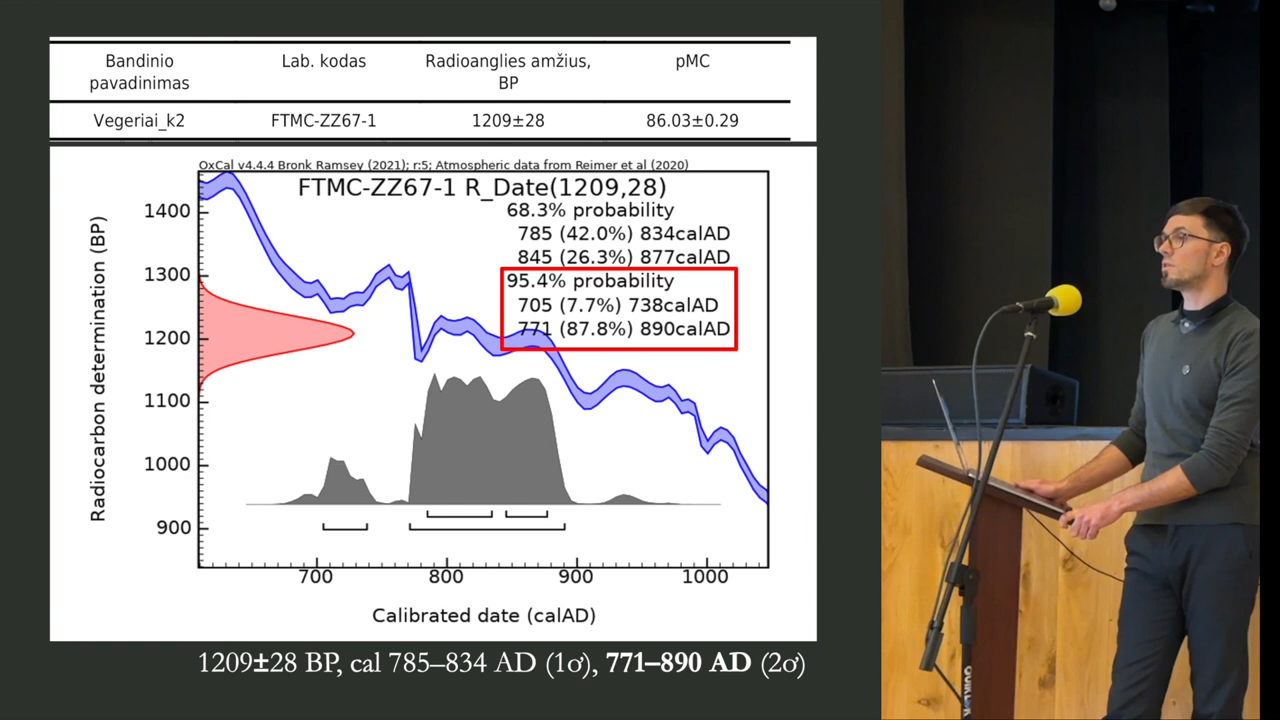 Bandinio pavadinimas
Lab. kodas
Radioanglies amžius, BP
pMC
Vegeriai_k2
FTMC-ZZ67-1
1209±28
86.03±0.29
OxCal v4.4.4 Bronk Ramsey (2021); r:5; Atmospheric data from Reimer et al (2020)
FTMC-ZZ67-1 R_Date(1209,28)
68.3% probability
785 (42.0%) 834calAD
845 (26.3%) 877calAD
95.4% probability
705 (7.7%) 738calAD
771 (87.8%) 890calAD
Radiocarbon determination (BP)
1400
1300
1200
1100
1000
900
700
800
900
1000
Calibrated date (calAD)
1209±28 BP, cal 785–834 AD (1σ), 771–890 AD (2σ)